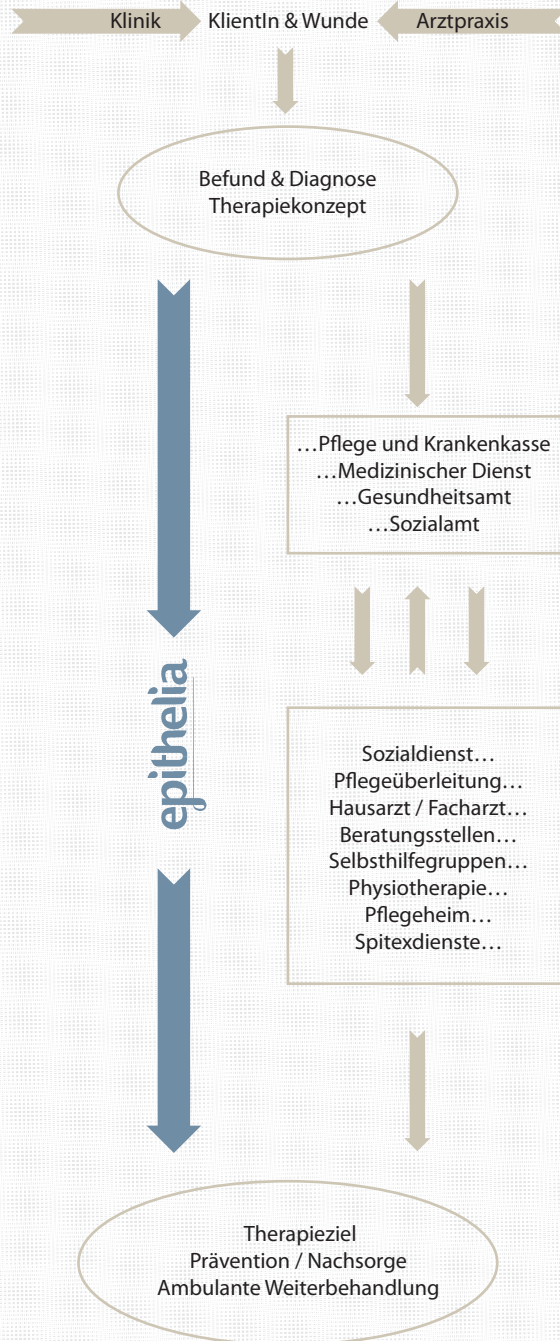 Klinik KlientIn & Wunde Arztpraxis
Befund & Diagnose
Therapiekonzept
…Pflege und Krankenkasse
…Medizinischer Dienst
…Gesundheitsamt
…Sozialamt
epithelia
Sozialdienst…
Pflegeüberleitung…
Hausarzt / Facharzt…
Beratungsstellen…
Selbsthilfegruppen…
Physiotherapie…
Pflegeheim…
Spitexdienste…
Therapieziel
Prävention / Nachsorge
Ambulante Weiterbehandlung